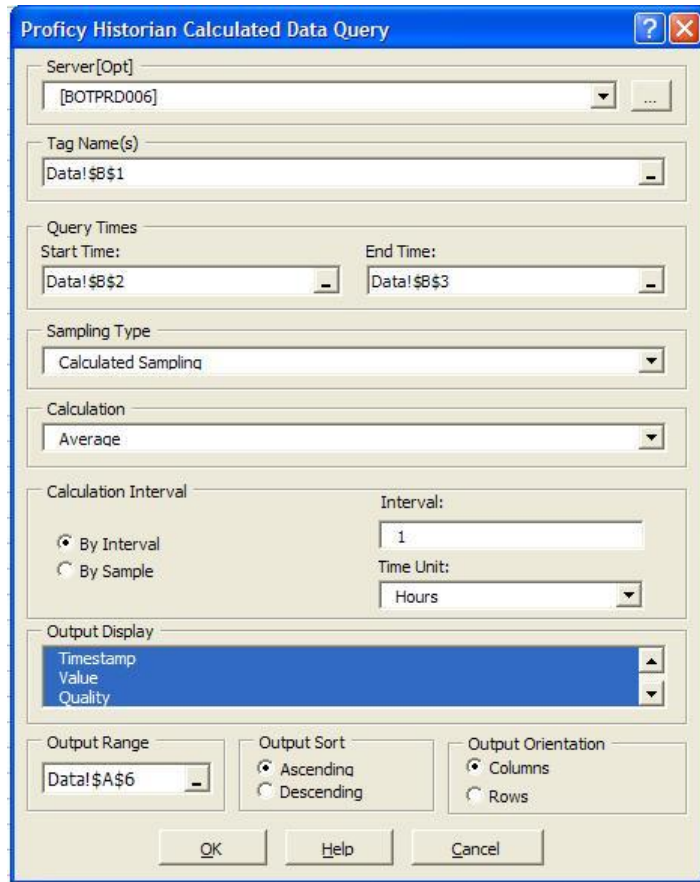 Proficy Historian Calculated Data Query
Server[Opt]
[BOTPRD006]
...
Tag Name(s)
Data!$B$1
Query Times
Start Time: End Time:
Data!$B$2 Data!$B$3
Sampling Type
Calculated Sampling
Calculation
Average
Calculation Interval
Interval:
1
By Interval
By Sample
Time Unit:
Hours
Output Display
Timestamp
Value
Quality
Output Range
Data!$A$6
Output Sort
Ascending
Descending
Output Orientation
Columns
Rows
OK Help Cancel